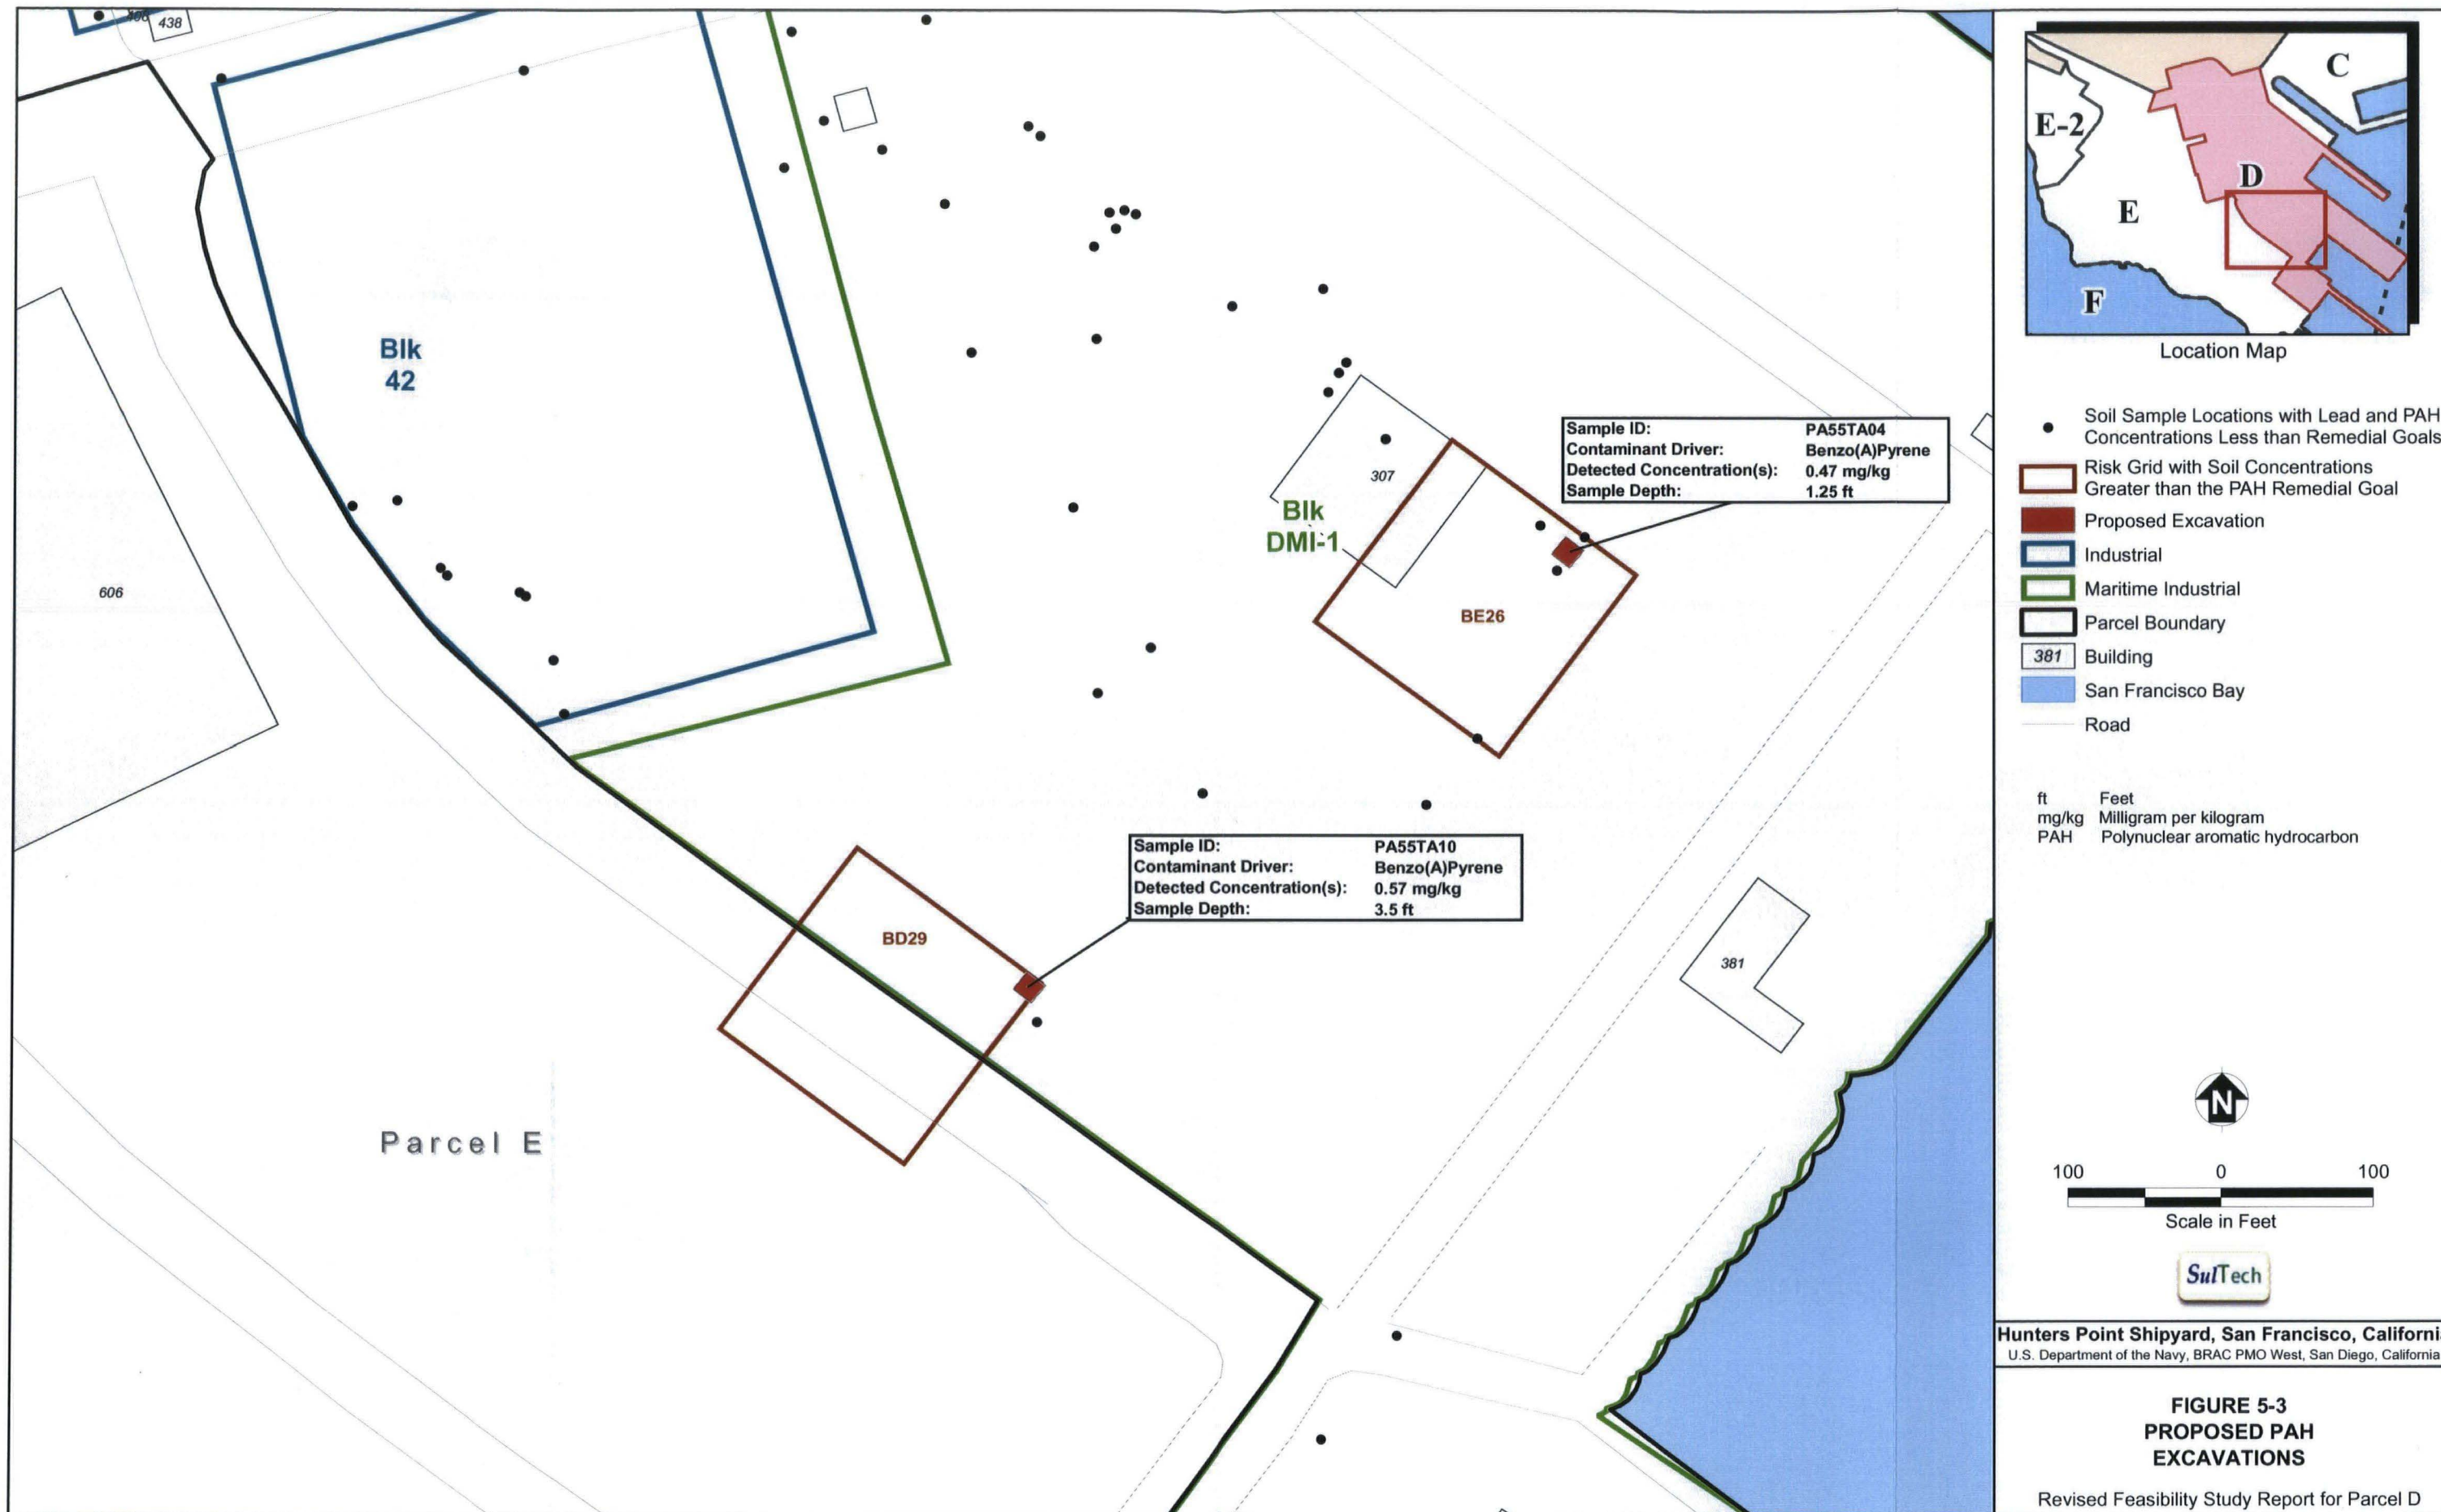 438
Blk
42
606
307
Blk
DMI-1
Sample ID: PA55TA04
Contaminant Driver: Benzo(A)Pyrene
Detected Concentration(s): 0.47 mg/kg
Sample Depth: 1.25 ft
BE26
Sample ID: PA55TA10
Contaminant Driver: Benzo(A)Pyrene
Detected Concentration(s): 0.57 mg/kg
Sample Depth: 3.5 ft
BD29
381
Parcel E
C
E-2
D
E
F
Location Map
Soil Sample Locations with Lead and PAH
Concentrations Less than Remedial Goals
Risk Grid with Soil Concentrations
Greater than the PAH Remedial Goal
Proposed Excavation
Industrial
Maritime Industrial
Parcel Boundary
381 Building
San Francisco Bay
Road
ft Feet
mg/kg Milligram per kilogram
PAH Polynuclear aromatic hydrocarbon
N
100 0 100
Scale in Feet
SulTech
Hunters Point Shipyard, San Francisco, California
U.S. Department of the Navy, BRAC PMO West, San Diego, California
FIGURE 5-3
PROPOSED PAH
EXCAVATIONS
Revised Feasibility Study Report for Parcel D